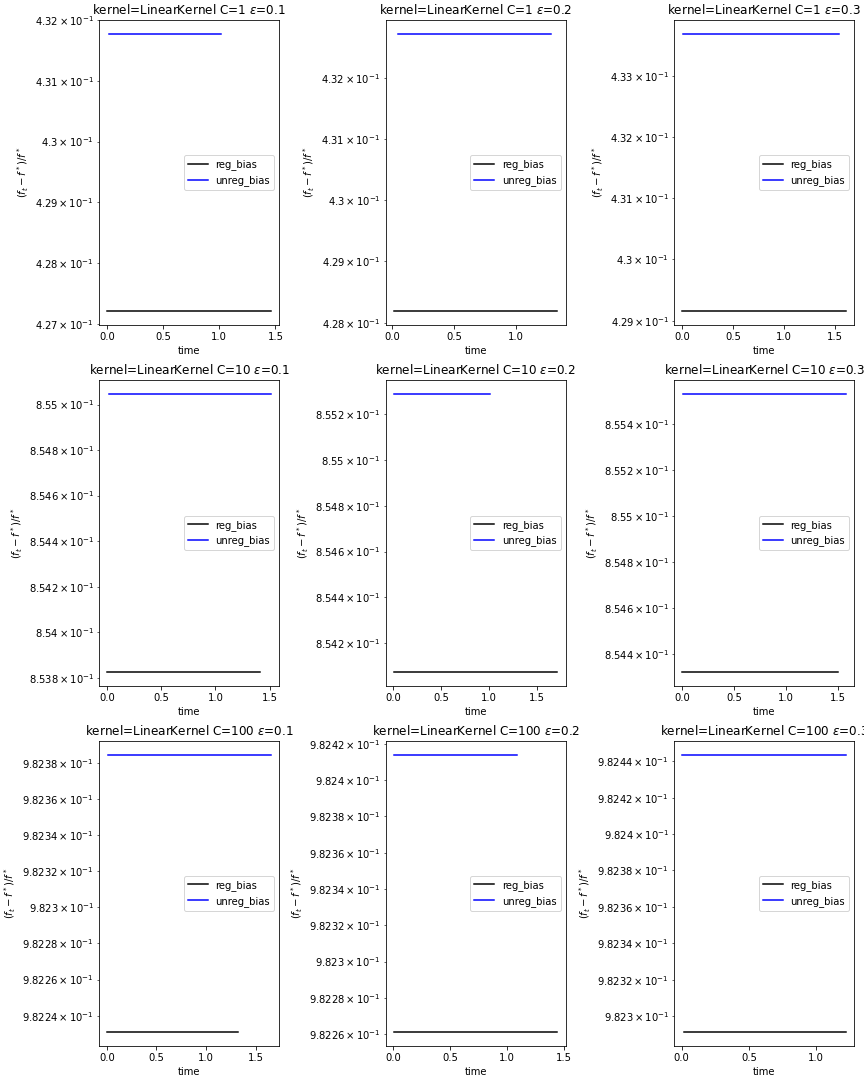 kernel=LinearKernel C=1 ε=0.1
4.32 × 10⁻¹
4.31 × 10⁻¹
4.3 × 10⁻¹
4.29 × 10⁻¹
4.28 × 10⁻¹
4.27 × 10⁻¹
(fₜ − f*)/f*
reg_bias
unreg_bias
0.0 0.5 1.0 1.5
time
kernel=LinearKernel C=1 ε=0.2
4.32 × 10⁻¹
4.31 × 10⁻¹
4.3 × 10⁻¹
4.29 × 10⁻¹
4.28 × 10⁻¹
(fₜ − f*)/f*
reg_bias
unreg_bias
0.0 0.5 1.0
time
kernel=LinearKernel C=1 ε=0.3
4.33 × 10⁻¹
4.32 × 10⁻¹
4.31 × 10⁻¹
4.3 × 10⁻¹
4.29 × 10⁻¹
(fₜ − f*)/f*
reg_bias
unreg_bias
0.0 0.5 1.0 1.5
time
kernel=LinearKernel C=10 ε=0.1
8.55 × 10⁻¹
8.548 × 10⁻¹
8.546 × 10⁻¹
8.544 × 10⁻¹
8.542 × 10⁻¹
8.54 × 10⁻¹
8.538 × 10⁻¹
(fₜ − f*)/f*
reg_bias
unreg_bias
0.0 0.5 1.0 1.5
time
kernel=LinearKernel C=10 ε=0.2
8.552 × 10⁻¹
8.55 × 10⁻¹
8.548 × 10⁻¹
8.546 × 10⁻¹
8.544 × 10⁻¹
8.542 × 10⁻¹
(fₜ − f*)/f*
reg_bias
unreg_bias
0.0 0.5 1.0 1.5
time
kernel=LinearKernel C=10 ε=0.3
8.554 × 10⁻¹
8.552 × 10⁻¹
8.55 × 10⁻¹
8.548 × 10⁻¹
8.546 × 10⁻¹
8.544 × 10⁻¹
(fₜ − f*)/f*
reg_bias
unreg_bias
0.0 0.5 1.0 1.5
time
kernel=LinearKernel C=100 ε=0.1
9.8238 × 10⁻¹
9.8236 × 10⁻¹
9.8234 × 10⁻¹
9.8232 × 10⁻¹
9.823 × 10⁻¹
9.8228 × 10⁻¹
9.8226 × 10⁻¹
9.8224 × 10⁻¹
(fₜ − f*)/f*
reg_bias
unreg_bias
0.0 0.5 1.0 1.5
time
kernel=LinearKernel C=100 ε=0.2
9.8242 × 10⁻¹
9.824 × 10⁻¹
9.8238 × 10⁻¹
9.8236 × 10⁻¹
9.8234 × 10⁻¹
9.8232 × 10⁻¹
9.823 × 10⁻¹
9.8228 × 10⁻¹
9.8226 × 10⁻¹
(fₜ − f*)/f*
reg_bias
unreg_bias
0.0 0.5 1.0 1.5
time
kernel=LinearKernel C=100 ε=0.3
9.8244 × 10⁻¹
9.8242 × 10⁻¹
9.824 × 10⁻¹
9.8238 × 10⁻¹
9.8236 × 10⁻¹
9.8234 × 10⁻¹
9.8232 × 10⁻¹
9.823 × 10⁻¹
(fₜ − f*)/f*
reg_bias
unreg_bias
0.0 0.5 1.0
time